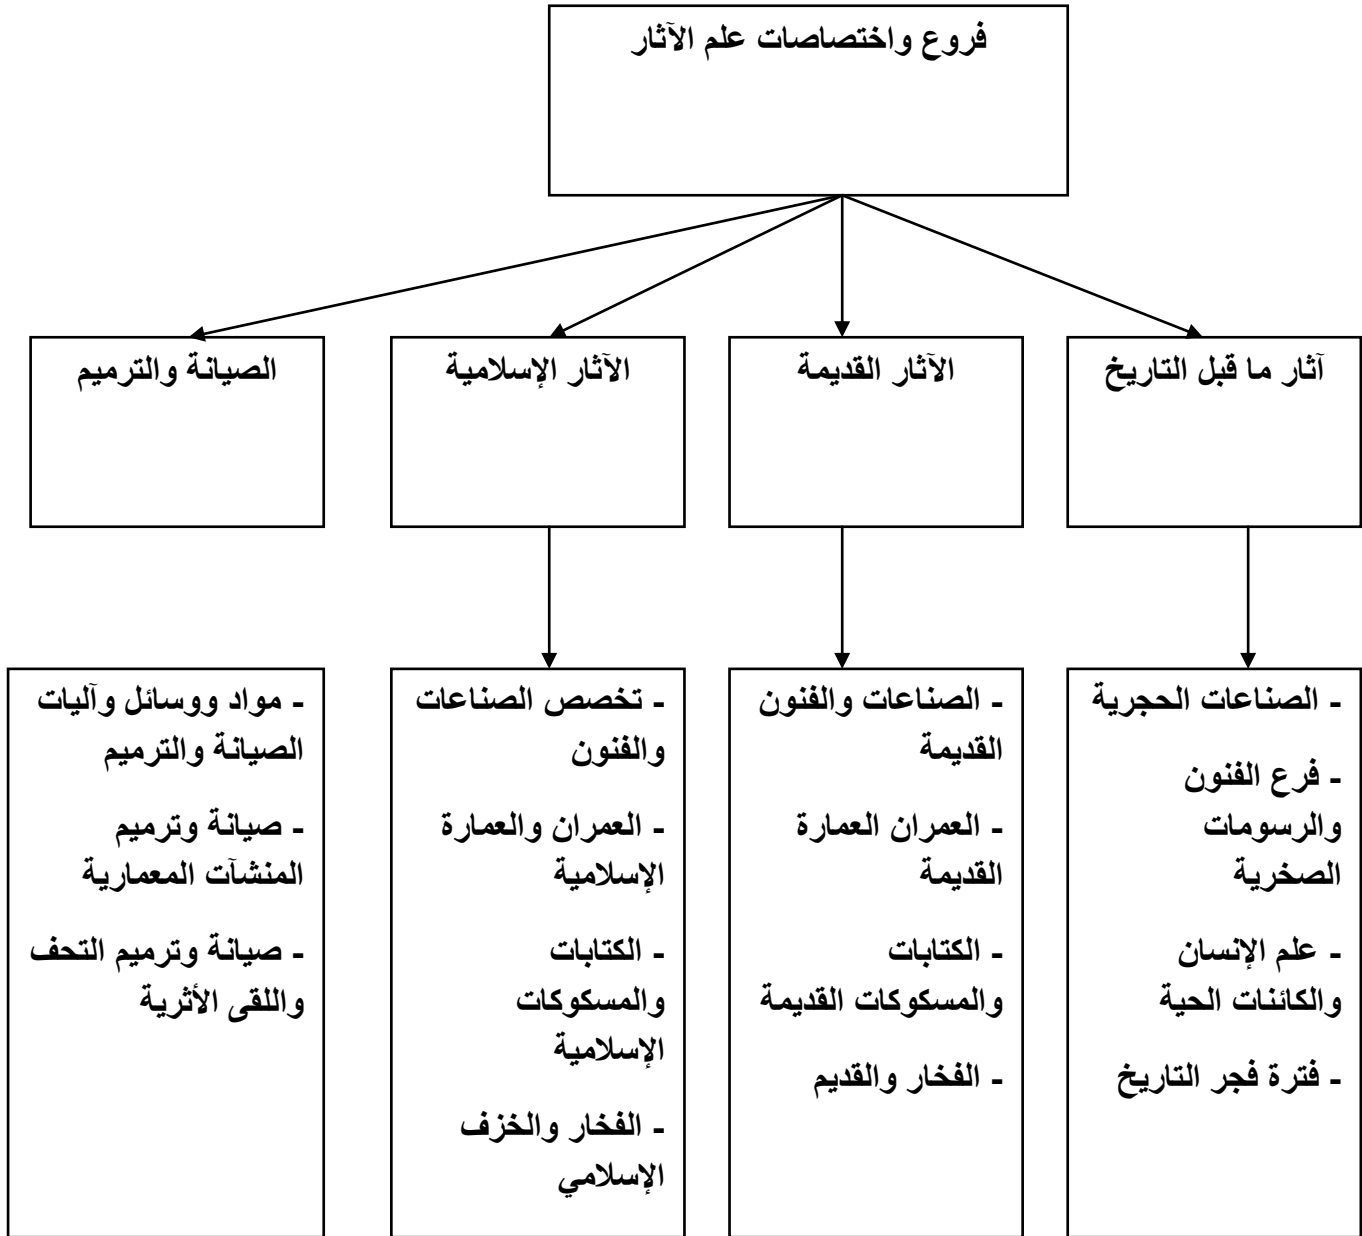 فروع واختصاصات علم الآثار
آثار ما قبل التاريخ
الآثار القديمة
الآثار الإسلامية
الصيانة والترميم
- الصناعات الحجرية
- فرع الفنون
والرسومات
الصخرية
- علم الإنسان
والكائنات الحية
- فترة فجر التاريخ
- الصناعات والفنون
القديمة
- العمران العمارة
القديمة
- الكتابات
والمسكوكات القديمة
- الفخار والقديم
- تخصص الصناعات
والفنون
- العمران والعمارة
الإسلامية
- الكتابات
والمسكوكات
الإسلامية
- الفخار والخزف
الإسلامي
- مواد ووسائل وآليات
الصيانة والترميم
- صيانة وترميم
المنشآت المعمارية
- صيانة وترميم التحف
واللقى الأثرية